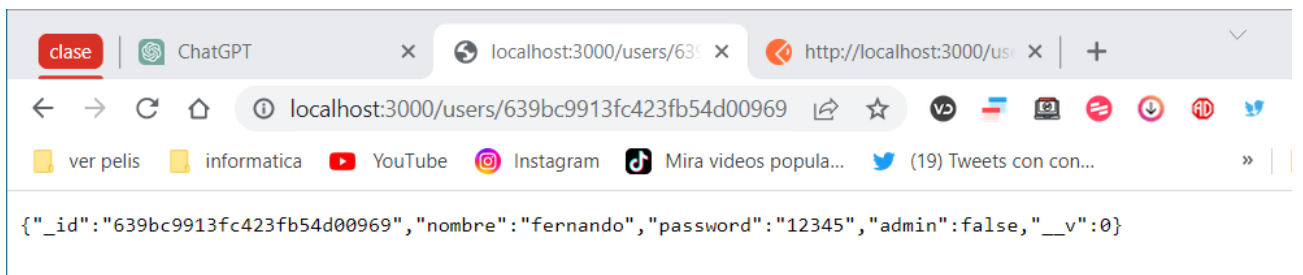 clase ChatGPT localhost:3000/users/639 http://localhost:3000/use
localhost:3000/users/639bc9913fc423fb54d00969
ver pelis informatica YouTube Instagram Mira videos popula... (19) Tweets con con... »
{"_id":"639bc9913fc423fb54d00969","nombre":"fernando","password":"12345","admin":false,"__v":0}